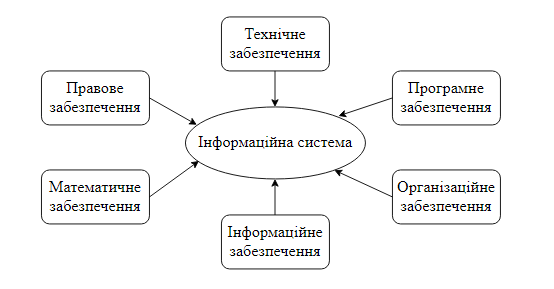 Технічне
забезпечення
Правове
забезпечення
Програмне
забезпечення
Інформаційна система
Математичне
забезпечення
Організаційне
забезпечення
Інформаційне
забезпечення